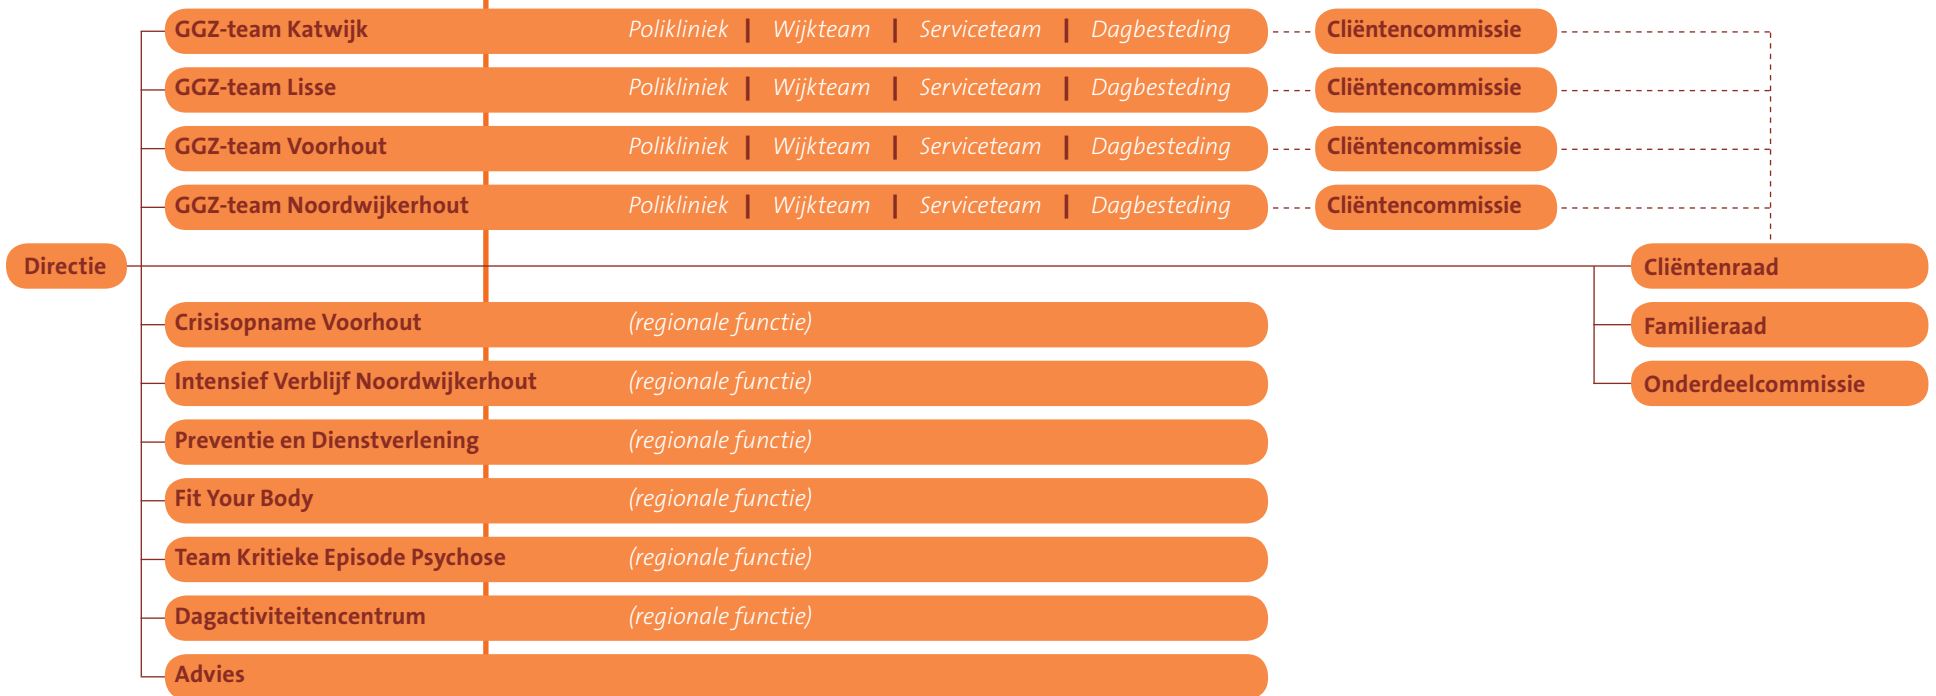 GGZ-team Katwijk Polikliniek | Wijkteam | Serviceteam | Dagbesteding Cliëntencommissie
GGZ-team Lisse Polikliniek | Wijkteam | Serviceteam | Dagbesteding Cliëntencommissie
GGZ-team Voorhout Polikliniek | Wijkteam | Serviceteam | Dagbesteding Cliëntencommissie
GGZ-team Noordwijkerhout Polikliniek | Wijkteam | Serviceteam | Dagbesteding Cliëntencommissie
Directie Cliëntenraad
Crisisopname Voorhout (regionale functie) Familieraad
Intensief Verblijf Noordwijkerhout (regionale functie) Onderdeelcommissie
Preventie en Dienstverlening (regionale functie)
Fit Your Body (regionale functie)
Team Kritieke Episode Psychose (regionale functie)
Dagactiviteitencentrum (regionale functie)
Advies